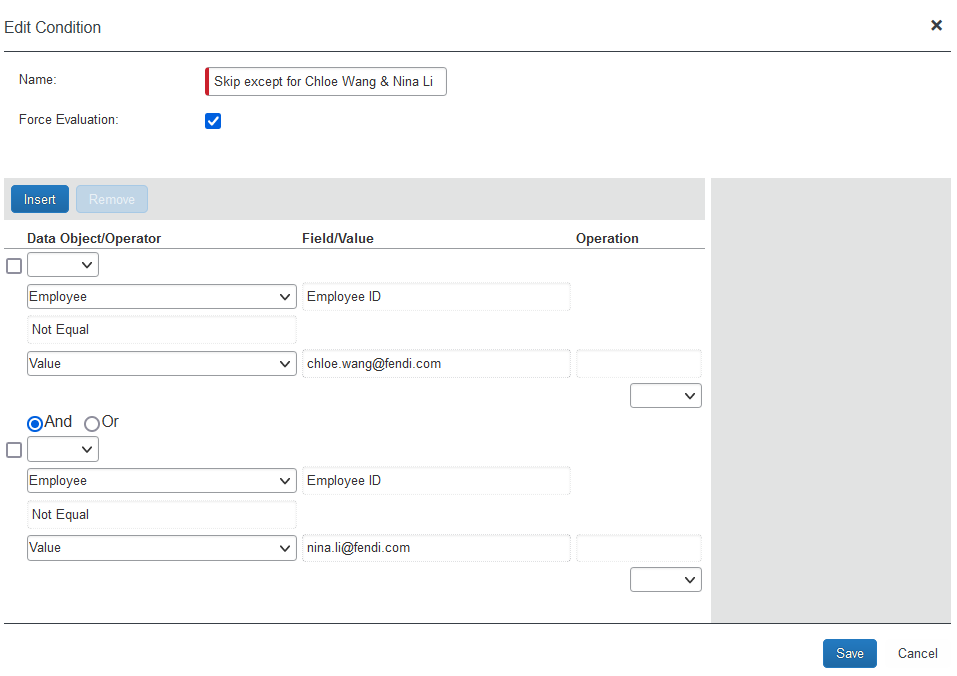 Edit Condition
Name: Skip except for Chloe Wang & Nina Li
Force Evaluation:
Insert Remove
Data Object/Operator Field/Value Operation
Employee Employee ID
Not Equal
Value chloe.wang@fendi.com
And Or
Employee Employee ID
Not Equal
Value nina.li@fendi.com
Save Cancel